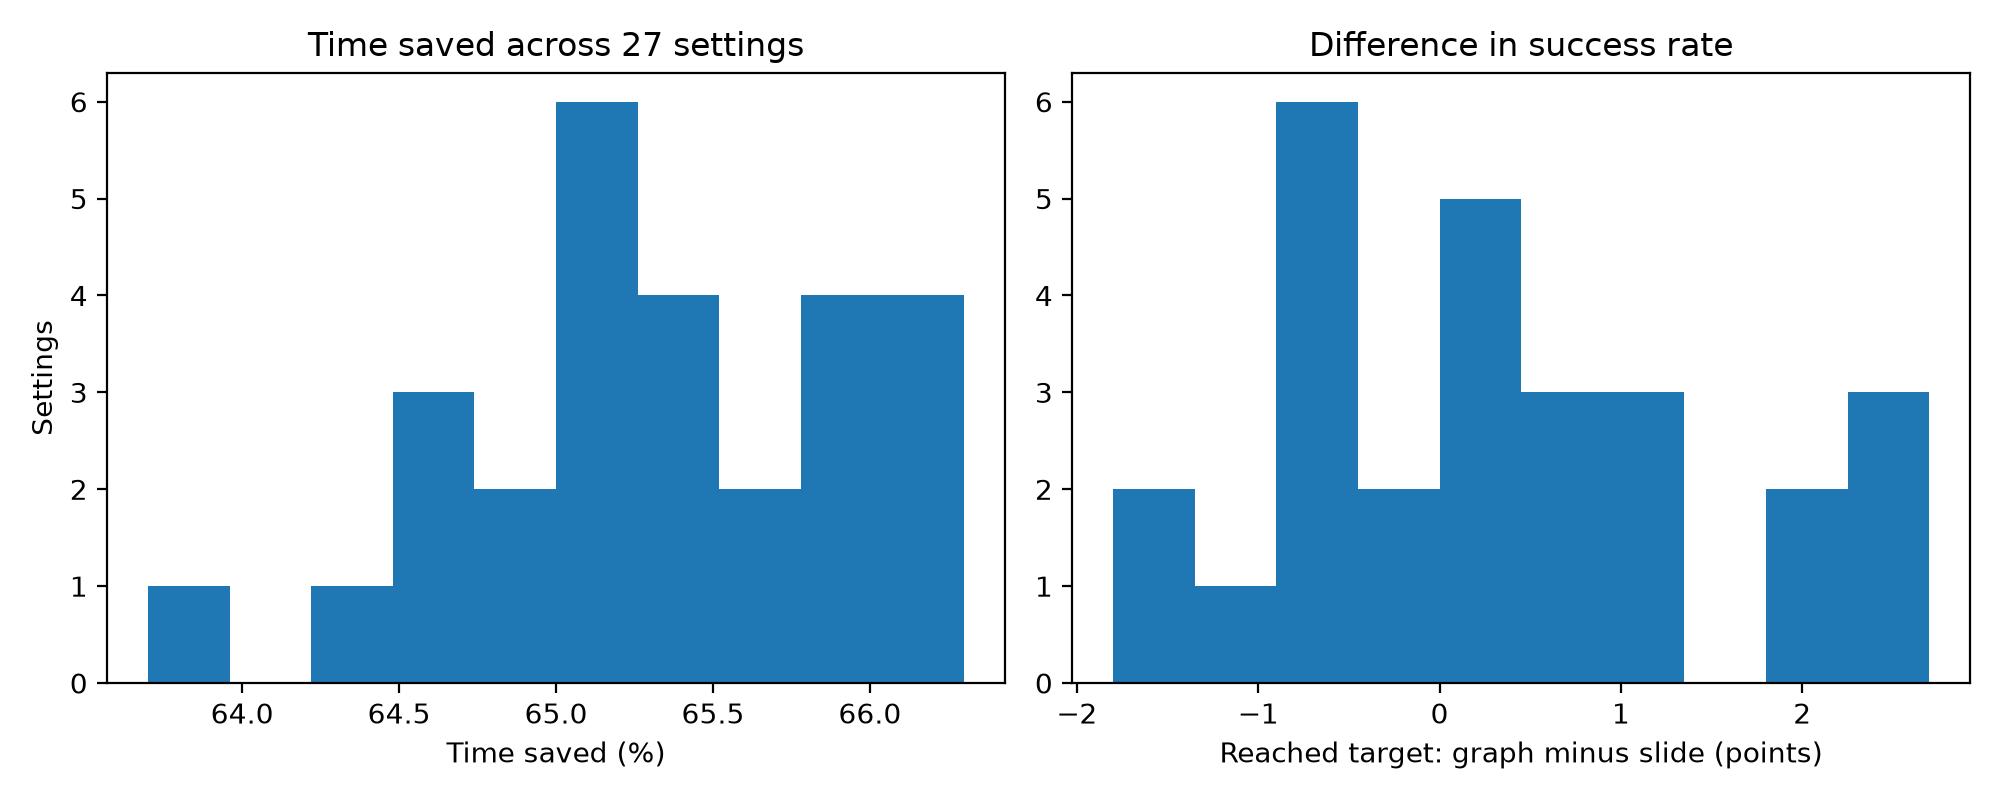 Time saved across 27 settings
Settings
6
5
4
3
2
1
0
64.0 64.5 65.0 65.5 66.0
Time saved (%)
Difference in success rate
6
5
4
3
2
1
0
−2 −1 0 1 2
Reached target: graph minus slide (points)